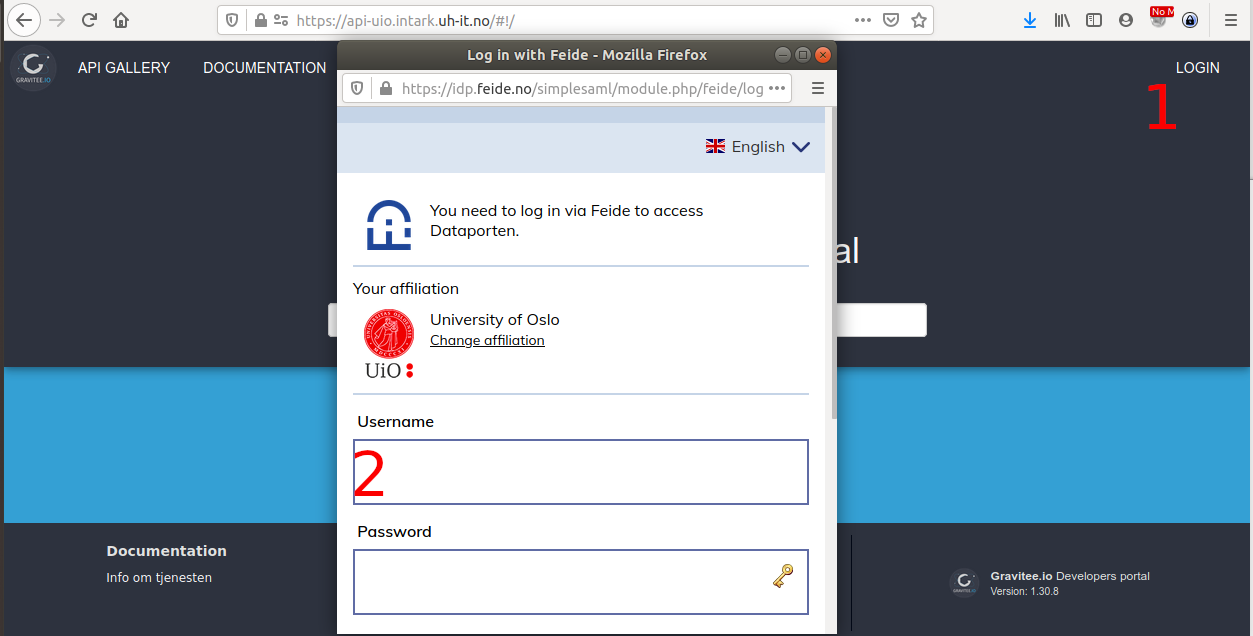 https://api-uio.intark.uh-it.no/#!/
No M
Log in with Feide - Mozilla Firefox
GRAVITEE.IO
API GALLERY
DOCUMENTATION
LOGIN
https://idp.feide.no/simplesaml/module.php/feide/log
1
English
You need to log in via Feide to access
Dataporten.
al
Your affiliation
University of Oslo
Change affiliation
UiO
Username
2
Password
Documentation
Info om tjenesten
Gravitee.io Developers portal
Version: 1.30.8